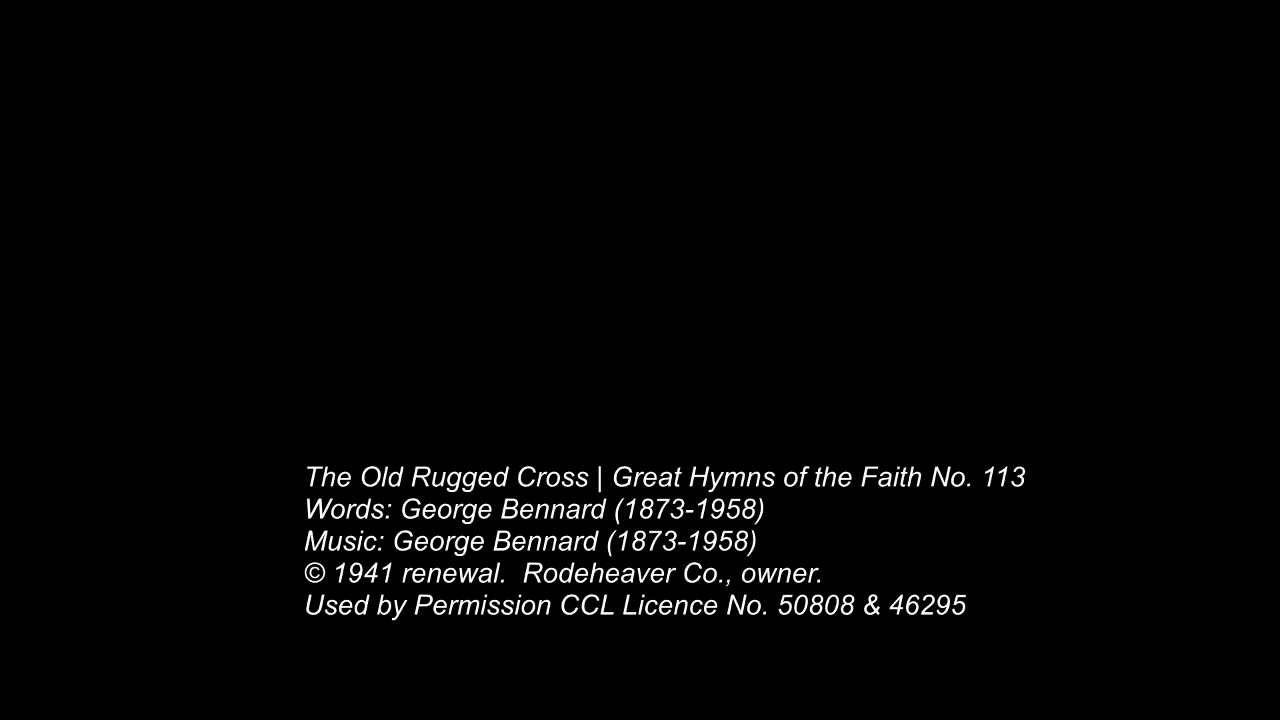 The Old Rugged Cross | Great Hymns of the Faith No. 113
Words: George Bennard (1873-1958)
Music: George Bennard (1873-1958)
© 1941 renewal.  Rodeheaver Co., owner.
Used by Permission CCL Licence No. 50808 & 46295